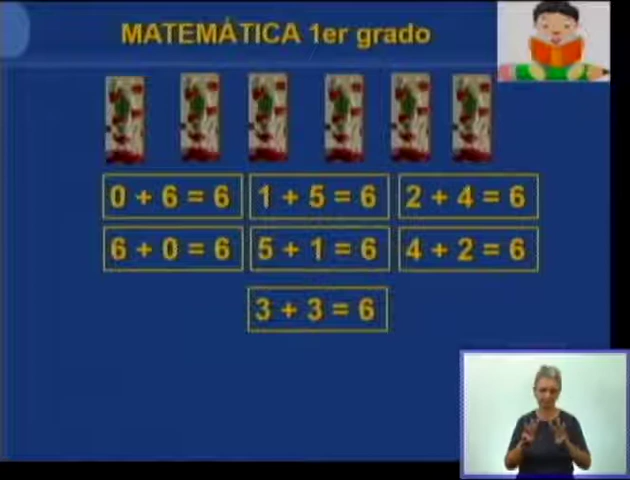 MATEMÁTICA 1er grado
0 + 6 = 6 1 + 5 = 6 2 + 4 = 6
6 + 0 = 6 5 + 1 = 6 4 + 2 = 6
3 + 3 = 6